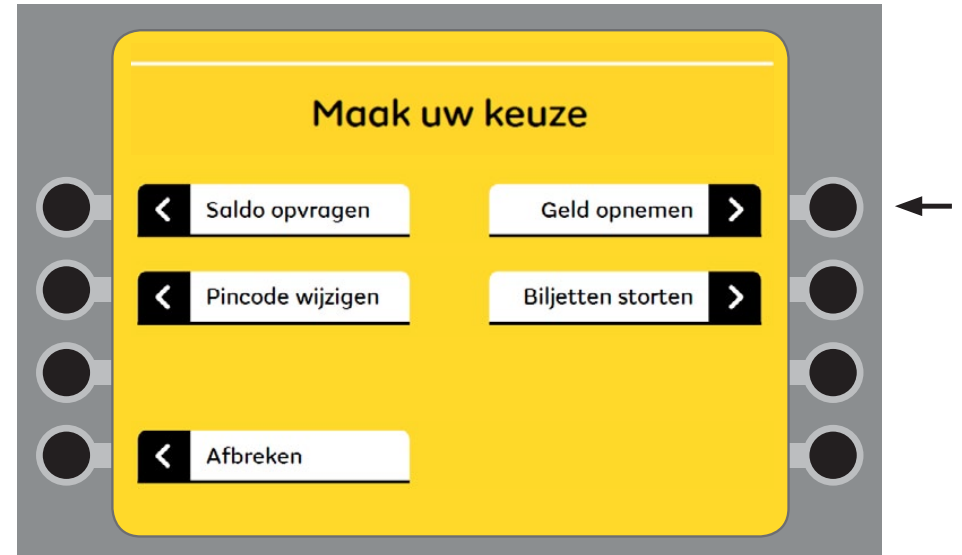 Maak uw keuze
Saldo opvragen
Geld opnemen
Pincode wijzigen
Biljetten storten
Afbreken